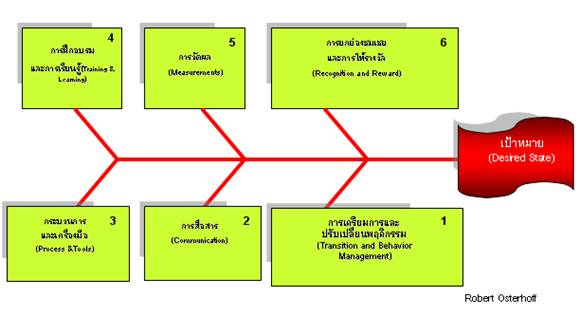 4
การฝึกอบรม
และการเรียนรู้(Training &
Learning)
5
การวัดผล
(Measurements)
6
การยกย่องชมเชย
และการให้รางวัล
(Recognition and Reward)
เป้าหมาย
(Desired State)
3
กระบวนการ
และเครื่องมือ
(Process &Tools)
2
การสื่อสาร
(Communication)
1
การเตรียมการและ
ปรับเปลี่ยนพฤติกรรม
(Transition and Behavior
Management)
Robert Osterhoff